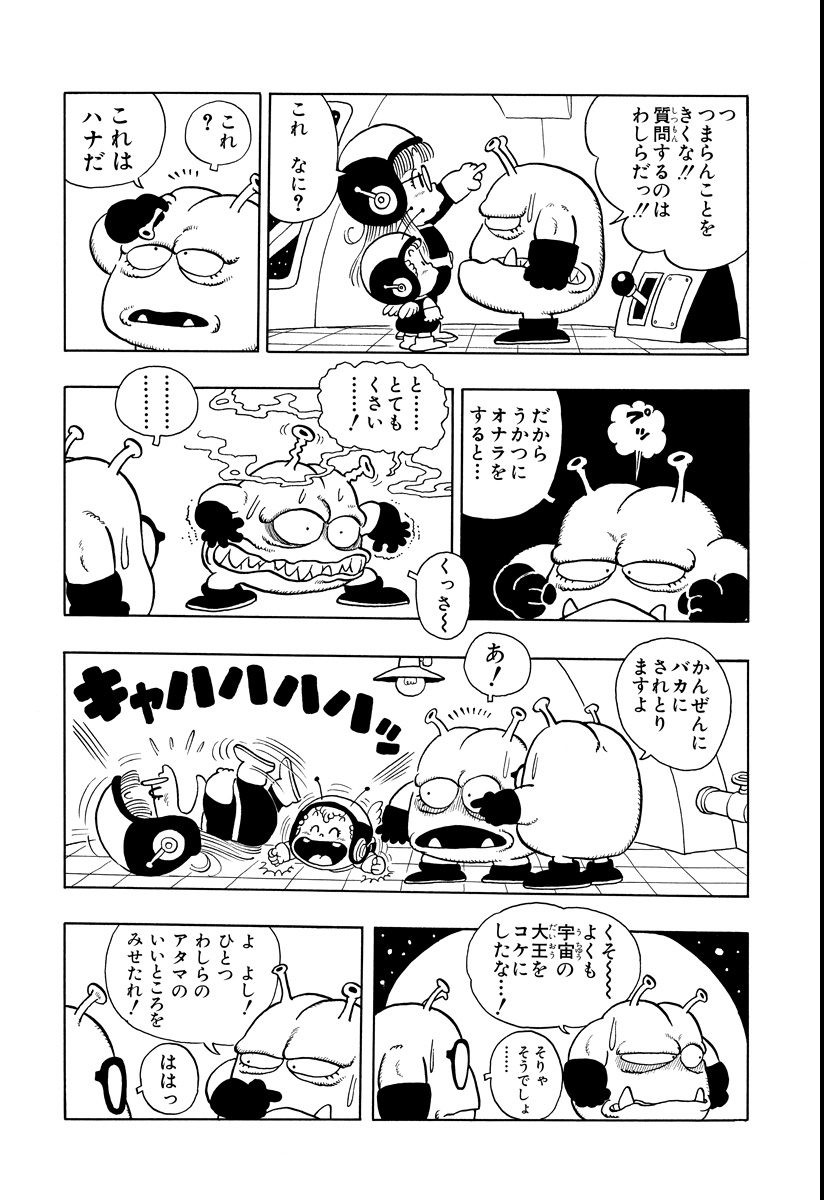 つ
つまらんことを
きくな!!
質問するのは
わしらだっ!!
これ なに?
これ
?
これは
ハナだ
プッ
だから
うかつに
オナラを
すると…
と……
とても
くさい
……!
………
………
くっさ〜
かんぜんに
バカに
されとり
ますよ
あ!
キャハハハハハッ
くそ〜〜
よくも
宇宙の
大王を
コケに
したな…!
そりゃ
そうでしょ
……
よ よし!
ひとつ
わしらの
アタマの
いいところを
みせたれ!
ははっ